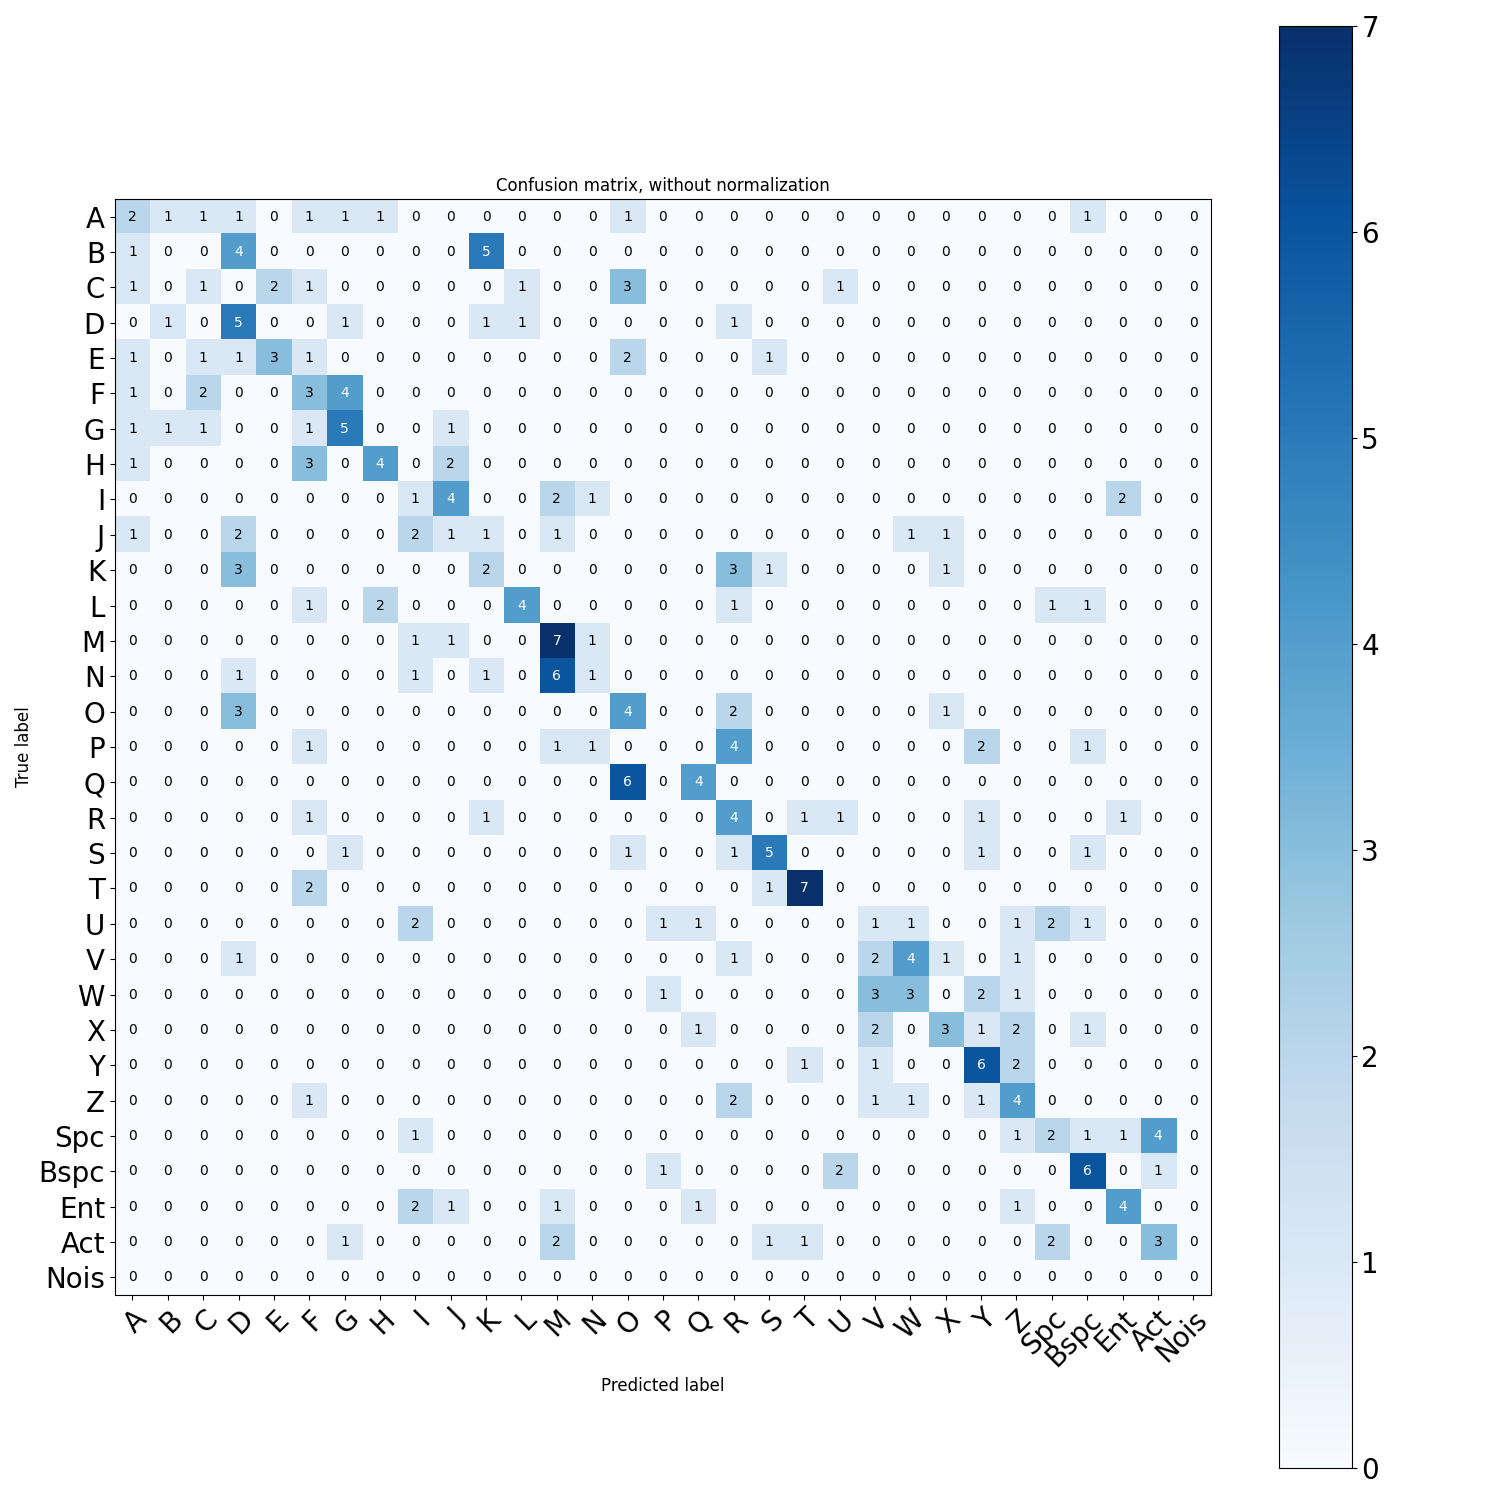 Confusion matrix, without normalization
A 2 1 1 1 0 1 1 1 0 0 0 0 0 0 1 0 0 0 0 0 0 0 0 0 0 0 0 1 0 0 0
B 1 0 0 4 0 0 0 0 0 0 5 0 0 0 0 0 0 0 0 0 0 0 0 0 0 0 0 0 0 0 0
C 1 0 1 0 2 1 0 0 0 0 0 1 0 0 3 0 0 0 0 0 1 0 0 0 0 0 0 0 0 0 0
D 0 1 0 5 0 0 1 0 0 0 1 1 0 0 0 0 0 1 0 0 0 0 0 0 0 0 0 0 0 0 0
E 1 0 1 1 3 1 0 0 0 0 0 0 0 0 2 0 0 0 1 0 0 0 0 0 0 0 0 0 0 0 0
F 1 0 2 0 0 3 4 0 0 0 0 0 0 0 0 0 0 0 0 0 0 0 0 0 0 0 0 0 0 0 0
G 1 1 1 0 0 1 5 0 0 1 0 0 0 0 0 0 0 0 0 0 0 0 0 0 0 0 0 0 0 0 0
H 1 0 0 0 0 3 0 4 0 2 0 0 0 0 0 0 0 0 0 0 0 0 0 0 0 0 0 0 0 0 0
I 0 0 0 0 0 0 0 0 1 4 0 0 2 1 0 0 0 0 0 0 0 0 0 0 0 0 0 0 2 0 0
J 1 0 0 2 0 0 0 0 2 1 1 0 1 0 0 0 0 0 0 0 0 0 1 1 0 0 0 0 0 0 0
K 0 0 0 3 0 0 0 0 0 0 2 0 0 0 0 0 0 3 1 0 0 0 0 1 0 0 0 0 0 0 0
L 0 0 0 0 0 1 0 2 0 0 0 4 0 0 0 0 0 1 0 0 0 0 0 0 0 0 1 1 0 0 0
M 0 0 0 0 0 0 0 0 1 1 0 0 7 1 0 0 0 0 0 0 0 0 0 0 0 0 0 0 0 0 0
N 0 0 0 1 0 0 0 0 1 0 1 0 6 1 0 0 0 0 0 0 0 0 0 0 0 0 0 0 0 0 0
O 0 0 0 3 0 0 0 0 0 0 0 0 0 0 4 0 0 2 0 0 0 0 0 1 0 0 0 0 0 0 0
P 0 0 0 0 0 1 0 0 0 0 0 0 1 1 0 0 0 4 0 0 0 0 0 0 2 0 0 1 0 0 0
Q 0 0 0 0 0 0 0 0 0 0 0 0 0 0 6 0 4 0 0 0 0 0 0 0 0 0 0 0 0 0 0
R 0 0 0 0 0 1 0 0 0 0 1 0 0 0 0 0 0 4 0 1 1 0 0 0 1 0 0 0 1 0 0
S 0 0 0 0 0 0 1 0 0 0 0 0 0 0 1 0 0 1 5 0 0 0 0 0 1 0 0 1 0 0 0
T 0 0 0 0 0 2 0 0 0 0 0 0 0 0 0 0 0 0 1 7 0 0 0 0 0 0 0 0 0 0 0
U 0 0 0 0 0 0 0 0 2 0 0 0 0 0 0 1 1 0 0 0 0 1 1 0 0 1 2 1 0 0 0
V 0 0 0 1 0 0 0 0 0 0 0 0 0 0 0 0 0 1 0 0 0 2 4 1 0 1 0 0 0 0 0
W 0 0 0 0 0 0 0 0 0 0 0 0 0 0 0 1 0 0 0 0 0 3 3 0 2 1 0 0 0 0 0
X 0 0 0 0 0 0 0 0 0 0 0 0 0 0 0 0 1 0 0 0 0 2 0 3 1 2 0 1 0 0 0
Y 0 0 0 0 0 0 0 0 0 0 0 0 0 0 0 0 0 0 0 1 0 1 0 0 6 2 0 0 0 0 0
Z 0 0 0 0 0 1 0 0 0 0 0 0 0 0 0 0 0 2 0 0 0 1 1 0 1 4 0 0 0 0 0
Spc 0 0 0 0 0 0 0 0 1 0 0 0 0 0 0 0 0 0 0 0 0 0 0 0 0 1 2 1 1 4 0
Bspc 0 0 0 0 0 0 0 0 0 0 0 0 0 0 0 1 0 0 0 0 2 0 0 0 0 0 0 6 0 1 0
Ent 0 0 0 0 0 0 0 0 2 1 0 0 1 0 0 0 1 0 0 0 0 0 0 0 0 1 0 0 4 0 0
Act 0 0 0 0 0 0 1 0 0 0 0 0 2 0 0 0 0 0 1 1 0 0 0 0 0 0 2 0 0 3 0
Nois 0 0 0 0 0 0 0 0 0 0 0 0 0 0 0 0 0 0 0 0 0 0 0 0 0 0 0 0 0 0 0
A B C D E F G H I J K L M N O P Q R S T U V W X Y Z Spc Bspc Ent Act Nois
Predicted label
True label
7
6
5
4
3
2
1
0